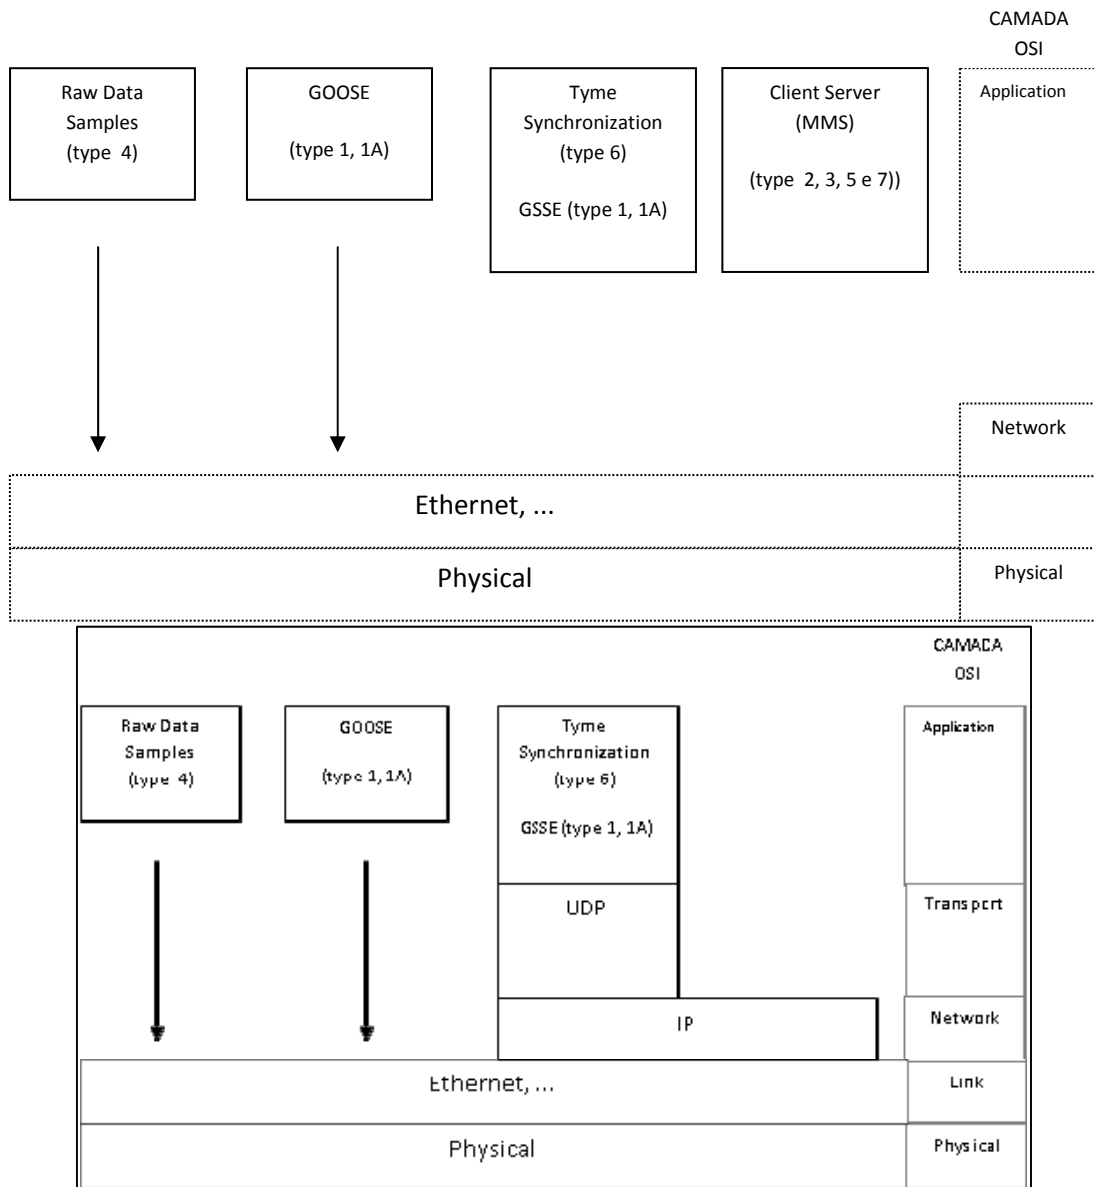 CAMADA
OSI
Raw Data
Samples
(type 4)
GOOSE
(type 1, 1A)
Tyme
Synchronization
(type 6)
GSSE (type 1, 1A)
Client Server
(MMS)
(type 2, 3, 5 e 7))
Application
Network
Ethernet, ...
Physical
Physical
CAMADA
OSI
Raw Data
Samples
(type 4)
GOOSE
(type 1, 1A)
Tyme
Synchronization
(type 6)
GSSE (type 1, 1A)
Application
UDP
Transport
IP
Network
Ethernet, ...
Link
Physical
Physical